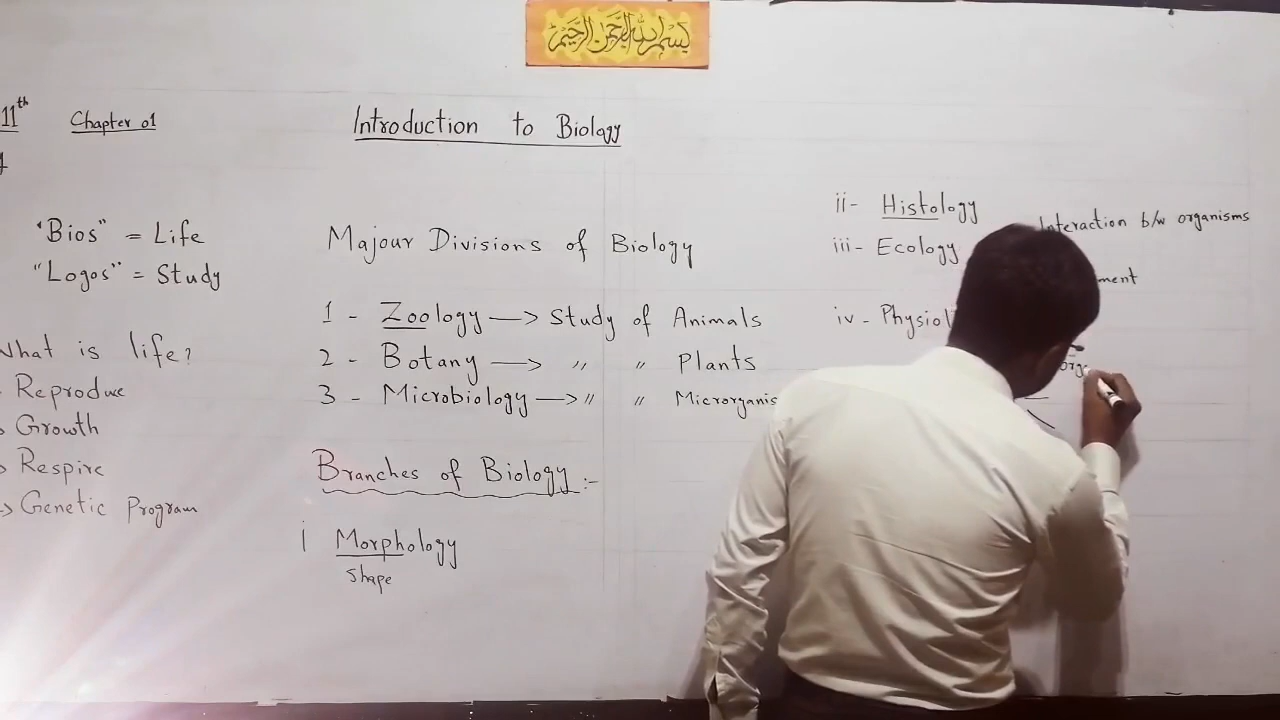 بسم الله الرحمن الرحيم
11th
Chapter 01
Introduction to Biology
"Bios" = Life
"Logos" = Study
What is life?
Reproduce
Growth
Respire
Genetic Program
Majour Divisions of Biology
1 - Zoology → Study of Animals
2 - Botany → " " Plants
3 - Microbiology → " " Microrganis
Branches of Biology :-
i Morphology
Shape
ii- Histology
iii- Ecology
Interaction b/w organisms
iv - Physiol